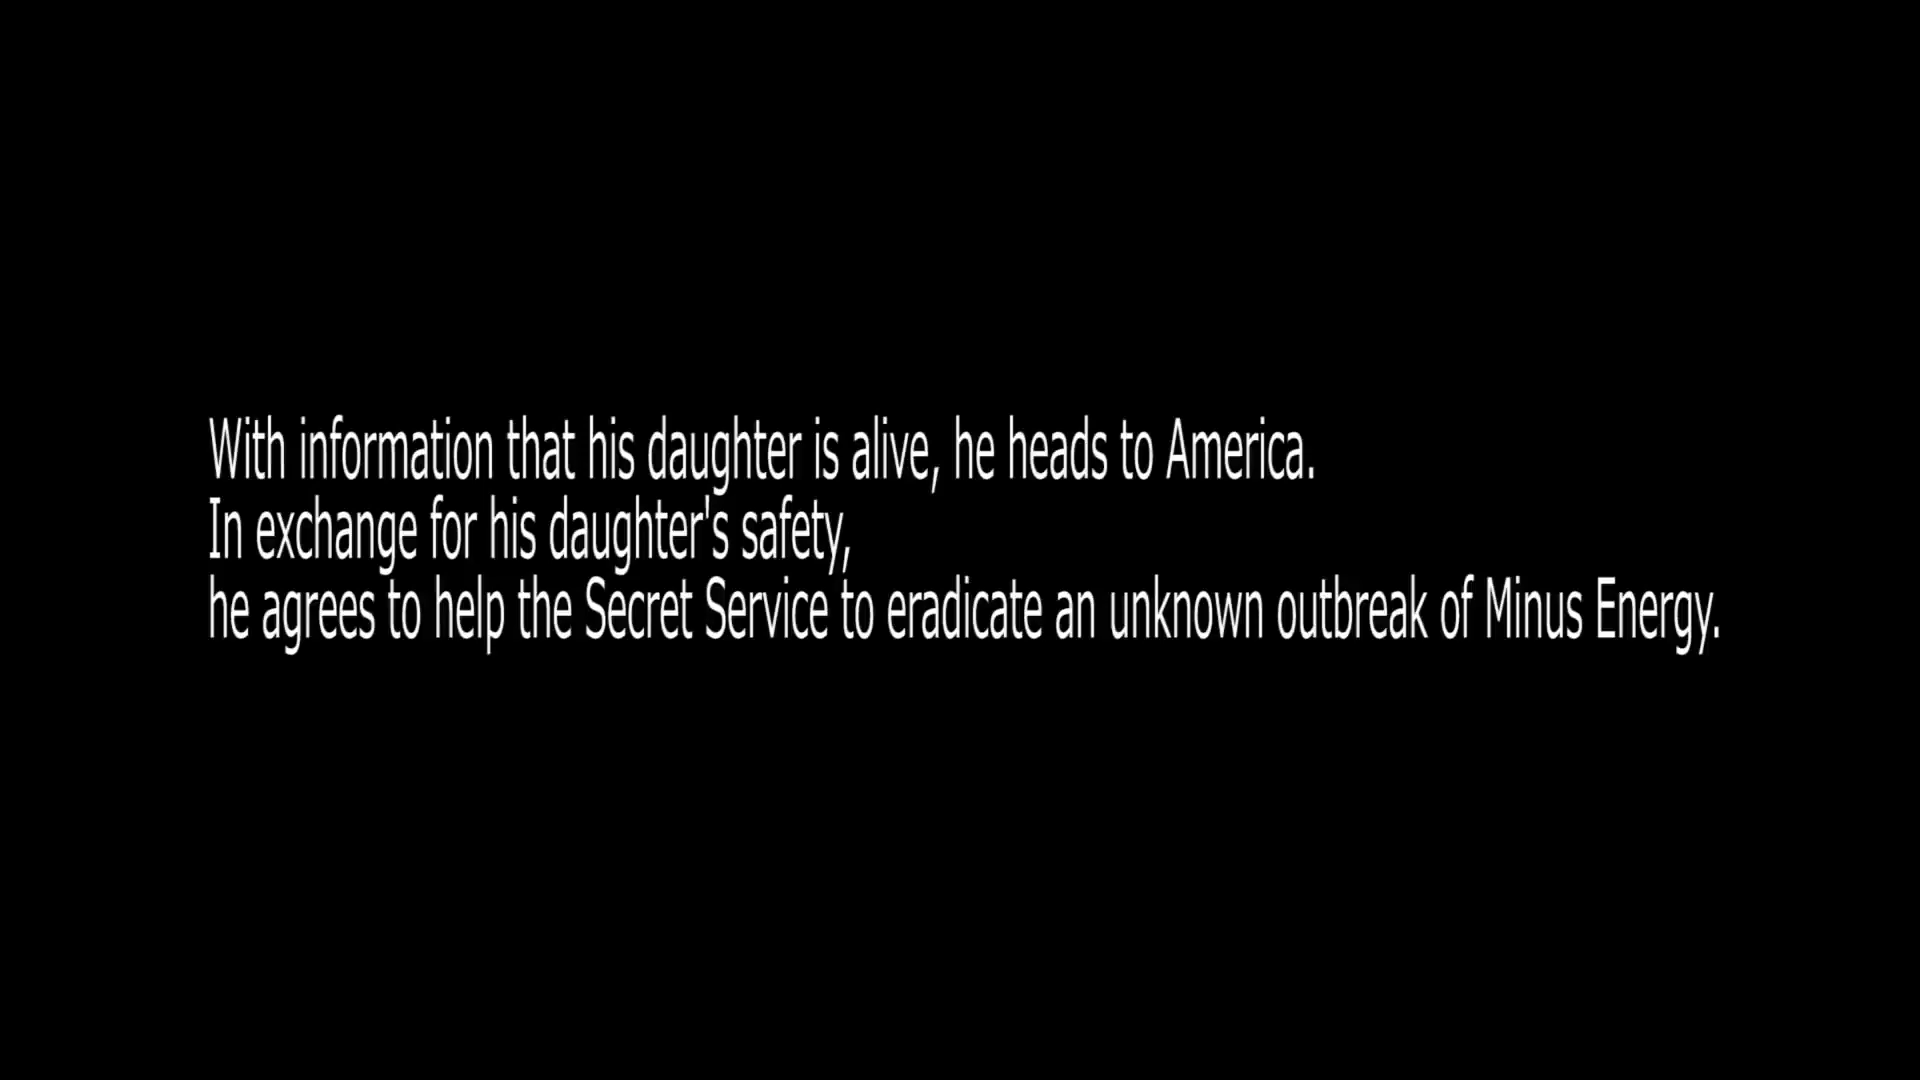 With information that his daughter is alive, he heads to America.
In exchange for his daughter's safety,
he agrees to help the Secret Service to eradicate an unknown outbreak of Minus Energy.